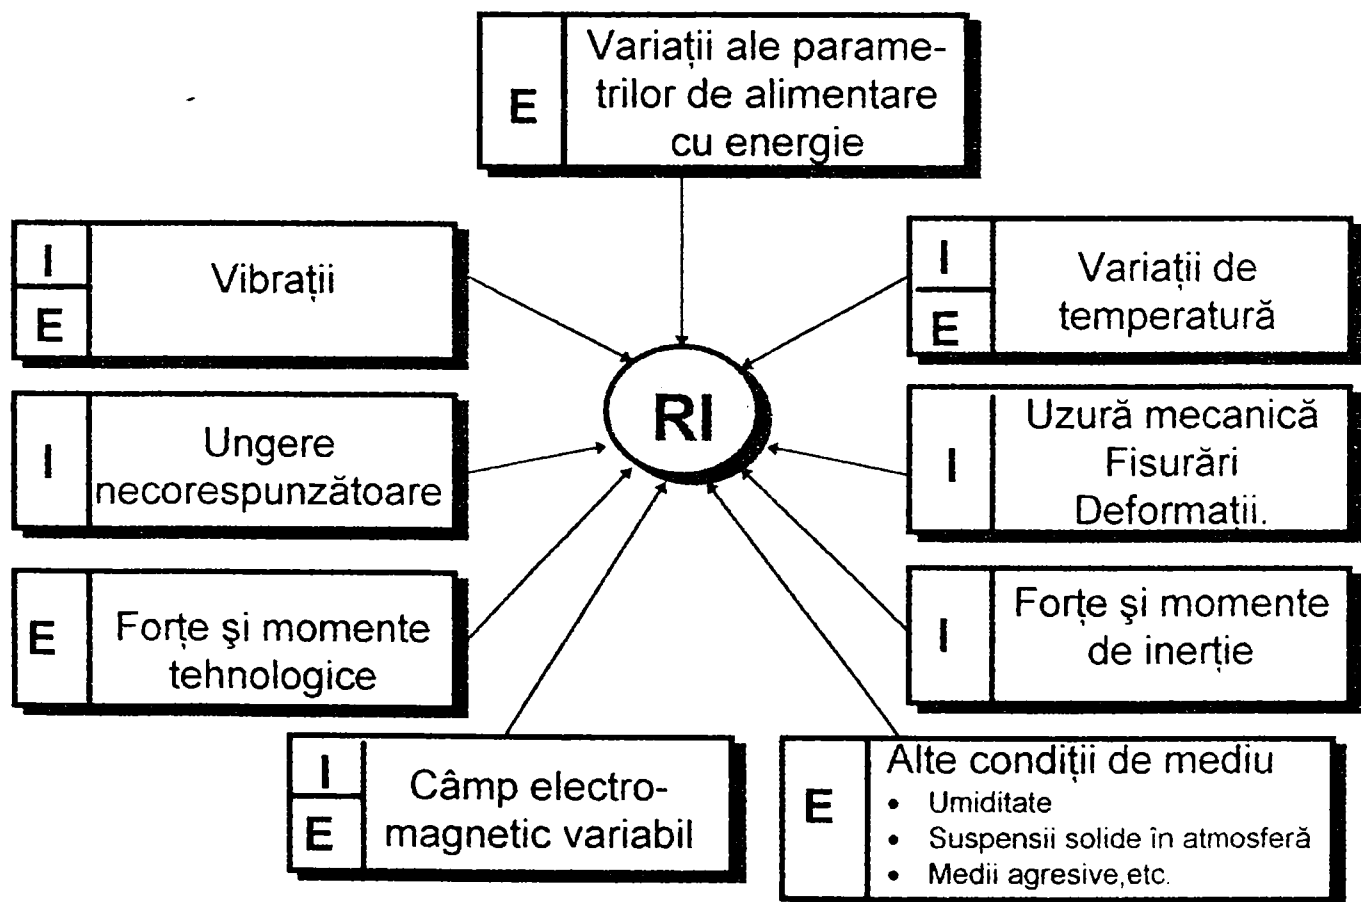 E
Variații ale parame-
trilor de alimentare
cu energie
I
E
Vibrații
I
E
Variații de
temperatură
RI
I
Ungere
necorespunzătoare
I
Uzură mecanică
Fisurări
Deformații.
E
Forțe şi momente
tehnologice
I
Forțe şi momente
de inerție
I
E
Câmp electro-
magnetic variabil
E
Alte condiții de mediu
• Umiditate
• Suspensii solide în atmosferă
• Medii agresive,etc.